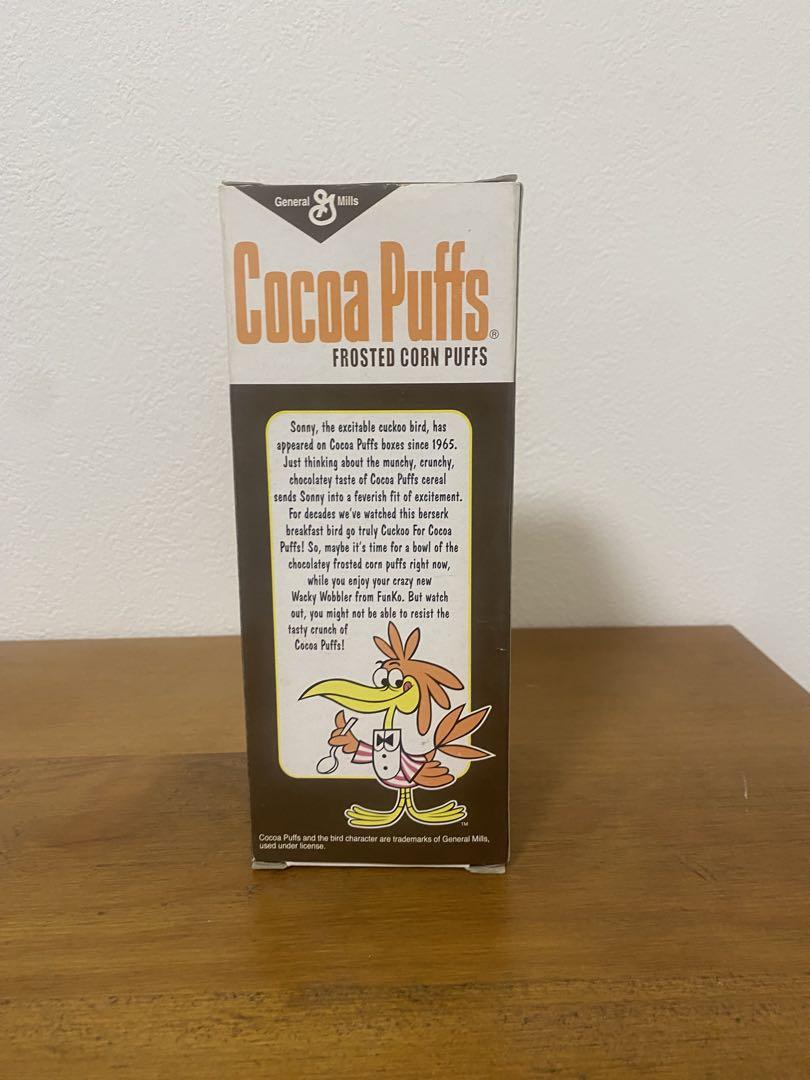 General Mills
Cocoa Puffs®
FROSTED CORN PUFFS
Sonny, the excitable cuckoo bird, has
appeared on Cocoa Puffs boxes since 1965.
Just thinking about the munchy, crunchy,
chocolatey taste of Cocoa Puffs cereal
sends Sonny into a feverish fit of excitement.
For decades we've watched this berserk
breakfast bird go truly Cuckoo For Cocoa
Puffs! So, maybe it's time for a bowl of the
chocolatey frosted corn puffs right now,
while you enjoy your crazy new
Wacky Wobbler from FunKo. But watch
out, you might not be able to resist the
tasty crunch of
Cocoa Puffs!
TM
Cocoa Puffs and the bird character are trademarks of General Mills,
used under license.